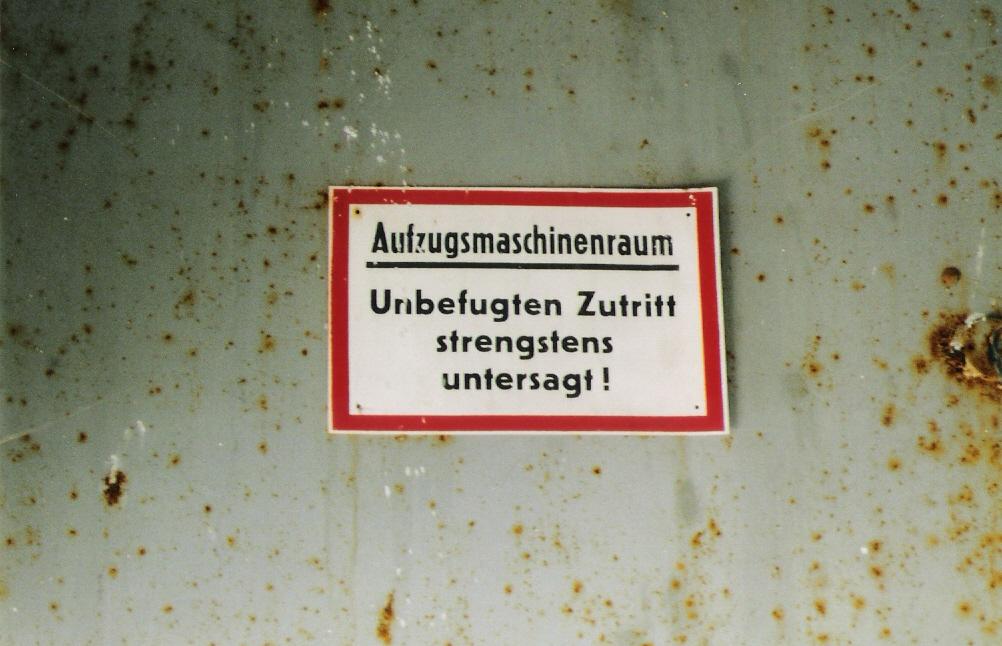 Aufzugsmaschinenraum
Unbefugten Zutritt
strengstens
untersagt!